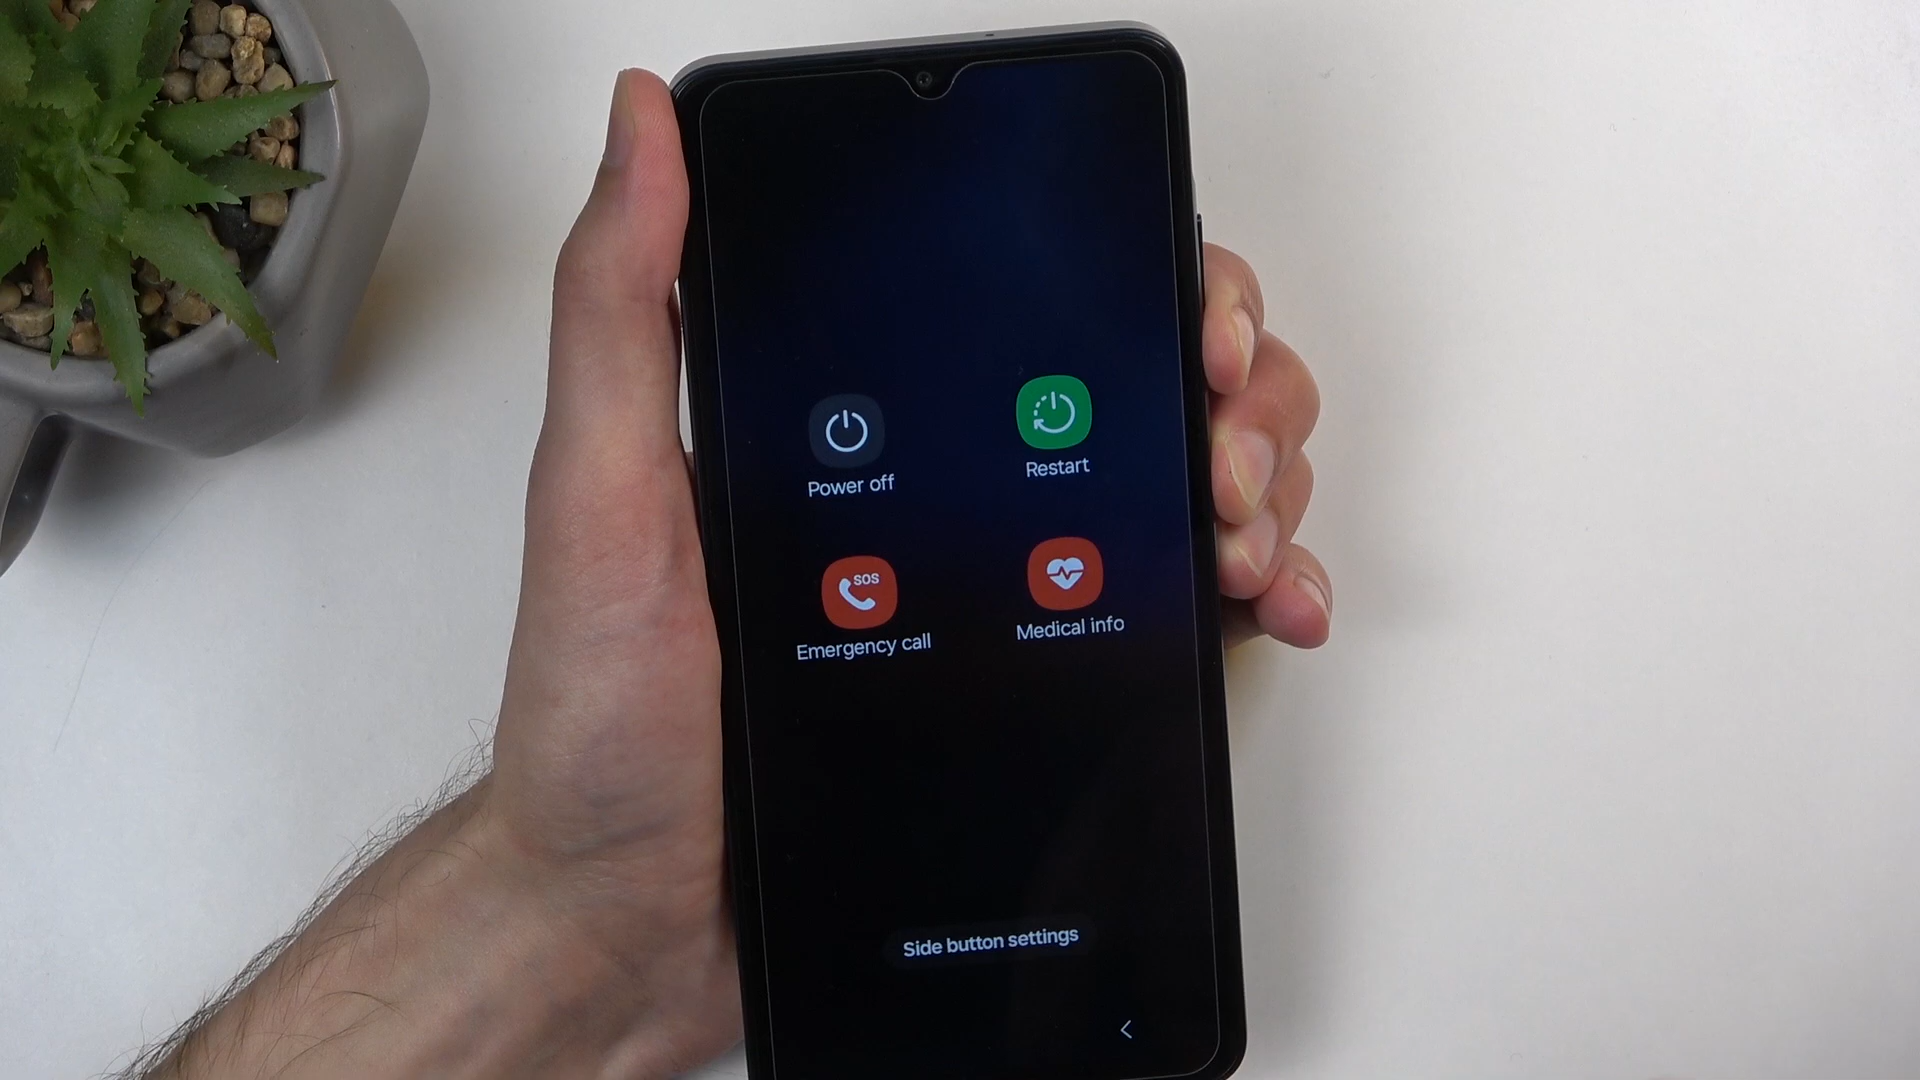 Power off
Restart
SOS
Emergency call
Medical info
Side button settings